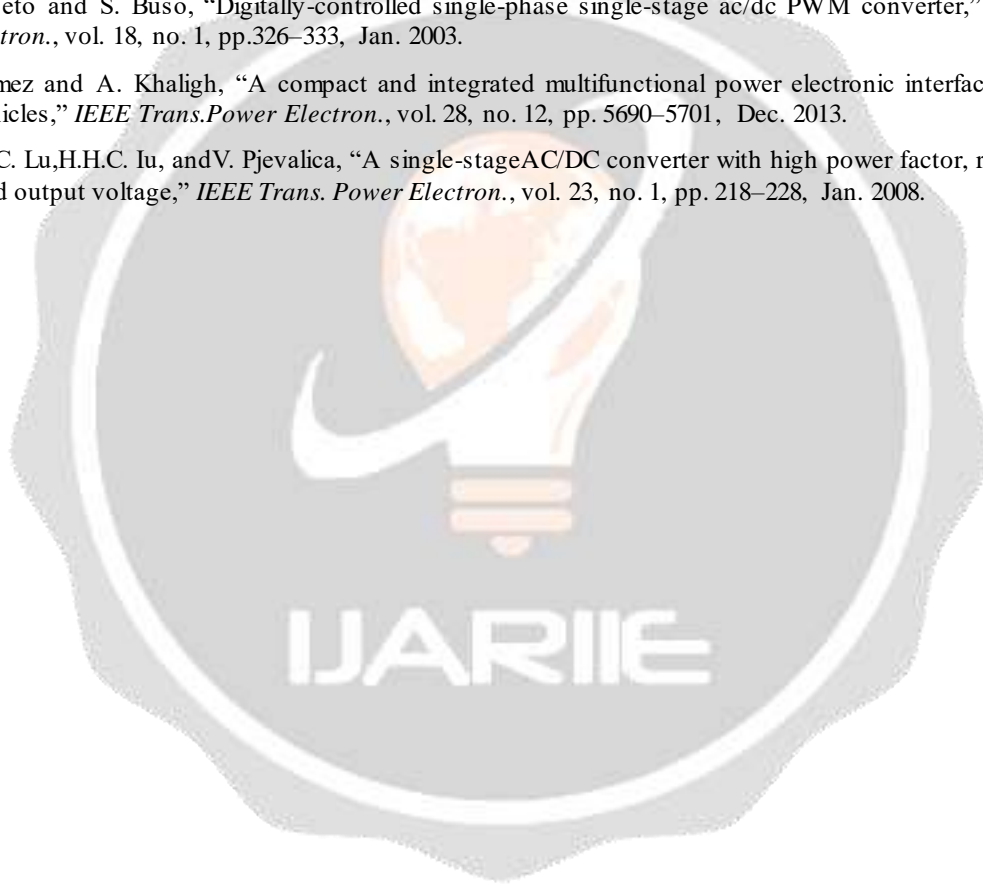 eto and S. Buso, “Digitally-controlled single-phase single-stage ac/dc PWM converter,”
tron., vol. 18, no. 1, pp.326–333, Jan. 2003.
nez and A. Khaligh, “A compact and integrated multifunctional power electronic interfac
icles,” IEEE Trans.Power Electron., vol. 28, no. 12, pp. 5690–5701, Dec. 2013.
C. Lu,H.H.C. Iu, andV. Pjevalica, “A single-stageAC/DC converter with high power factor, r
d output voltage,” IEEE Trans. Power Electron., vol. 23, no. 1, pp. 218–228, Jan. 2008.
IJARIIE